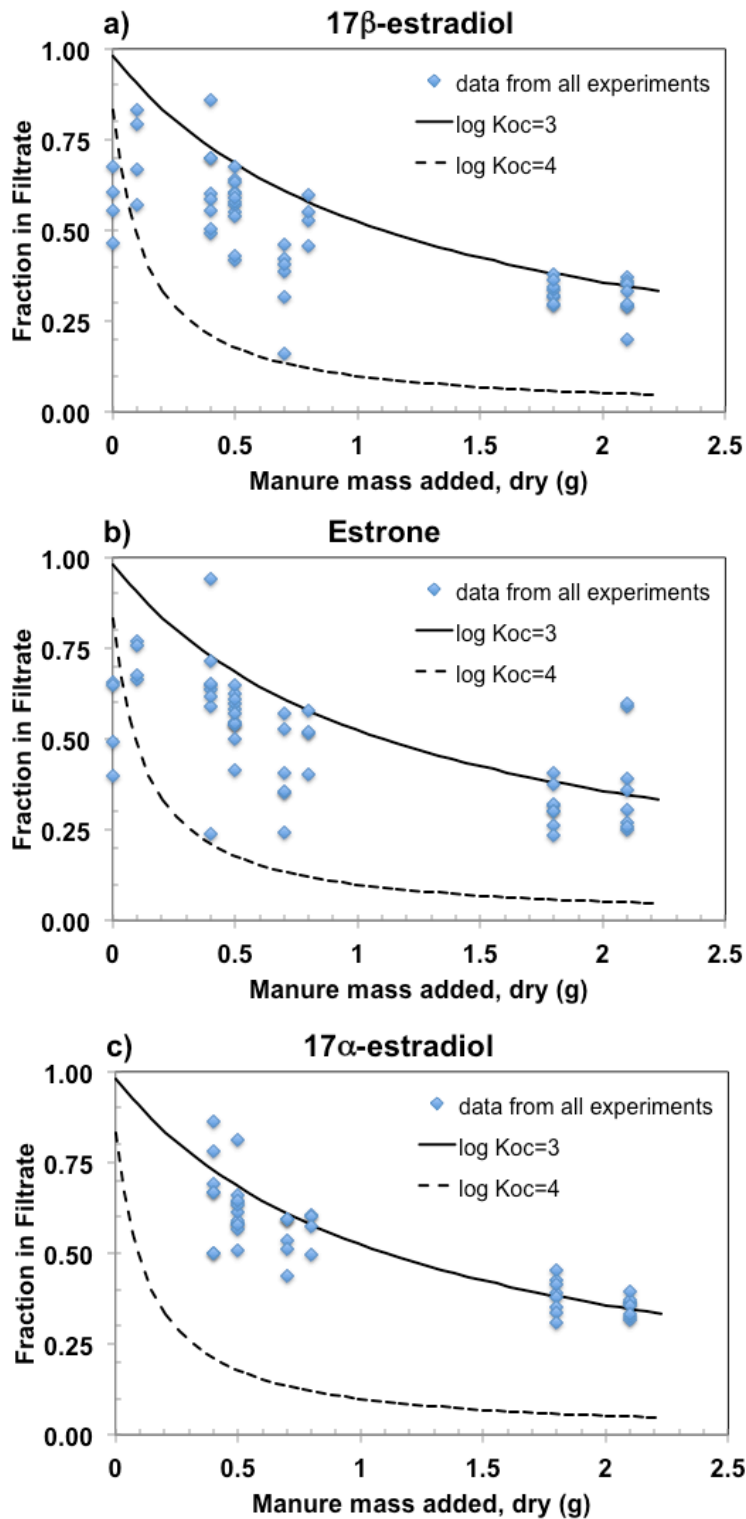 a) 17β-estradiol
1.00
0.75
0.50
0.25
0.00
Fraction in Filtrate
data from all experiments
log Koc=3
log Koc=4
0 0.5 1 1.5 2 2.5
Manure mass added, dry (g)
b) Estrone
1.00
0.75
0.50
0.25
0.00
Fraction in Filtrate
data from all experiments
log Koc=3
log Koc=4
0 0.5 1 1.5 2 2.5
Manure mass added, dry (g)
c) 17α-estradiol
1.00
0.75
0.50
0.25
0.00
Fraction in Filtrate
data from all experiments
log Koc=3
log Koc=4
0 0.5 1 1.5 2 2.5
Manure mass added, dry (g)